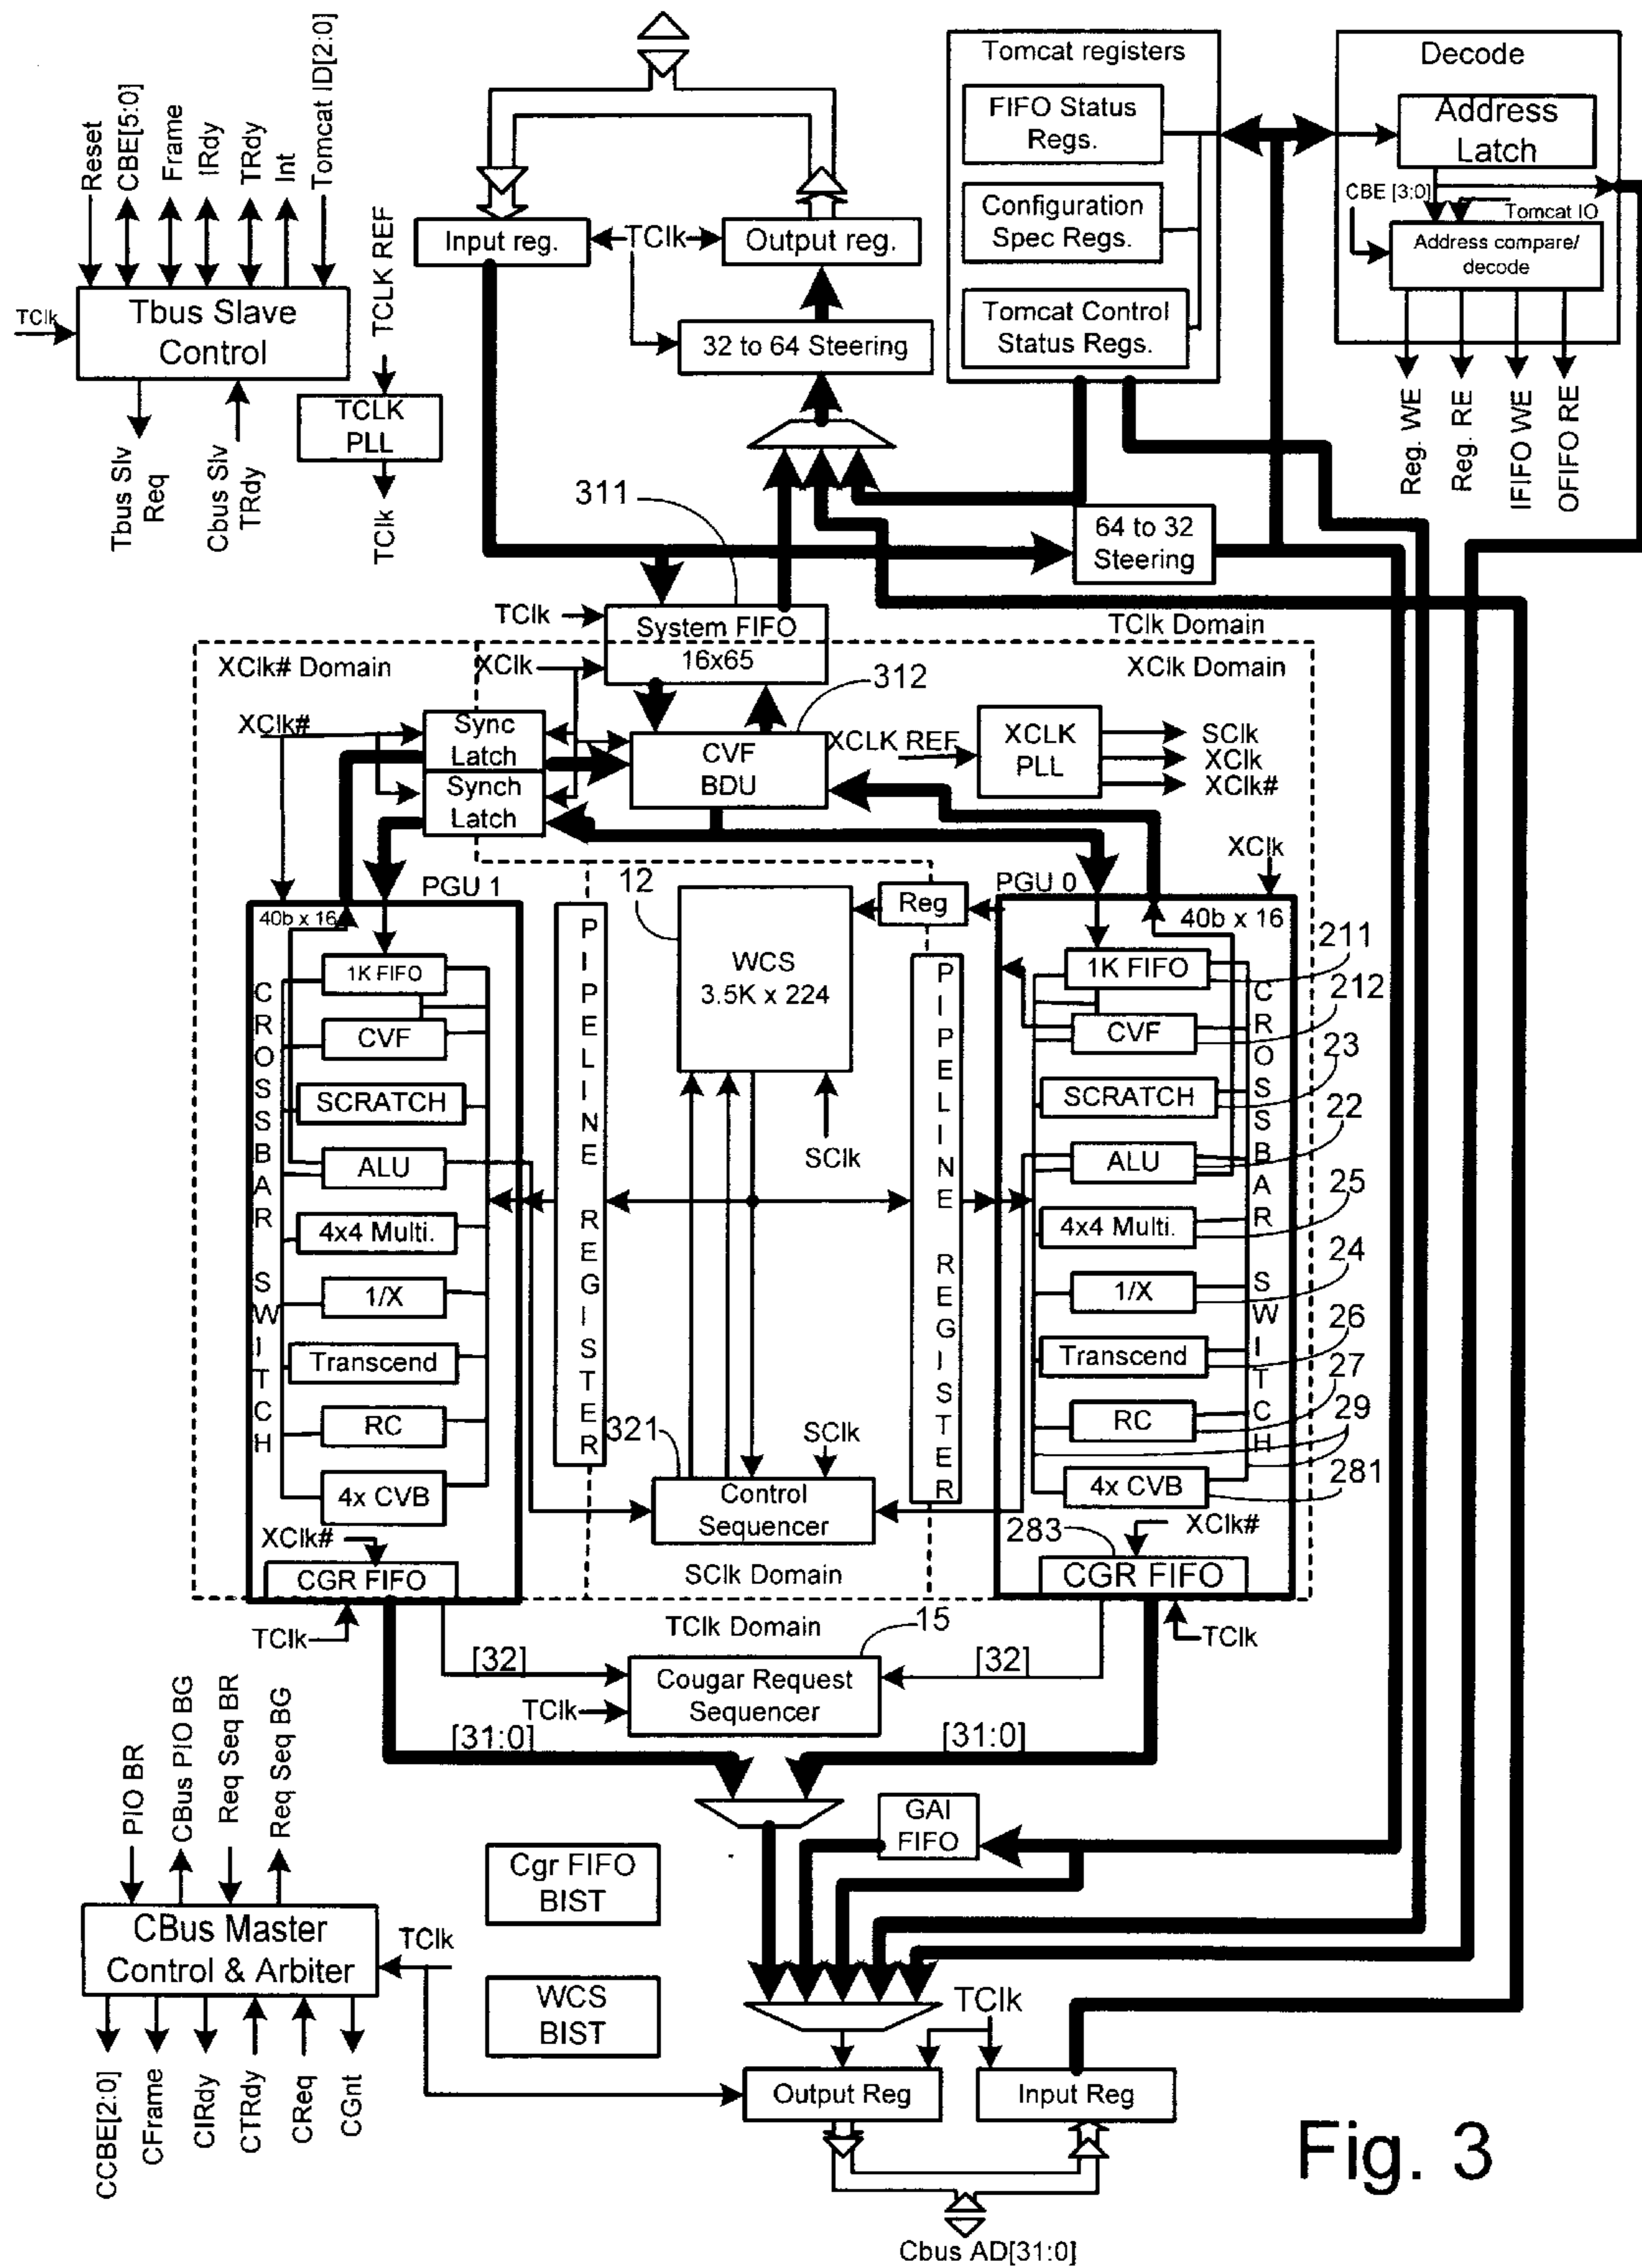 Reset
CBE[5:0]
Frame
IRdy
TRdy
Int
Tomcat ID[2:0]
TClk
Tbus Slave
Control
Tbus Slv
Req
Cbus Slv
TRdy
TCLK REF
TCLK
PLL
TClk
Input reg.
TClk
Output reg.
32 to 64 Steering
Tomcat registers
FIFO Status
Regs.
Configuration
Spec Regs.
Tomcat Control
Status Regs.
Decode
Address
Latch
CBE [3:0]
Tomcat IO
Address compare/
decode
Reg. WE
Reg. RE
IFIFO WE
OFIFO RE
311
64 to 32
Steering
TClk
System FIFO
16x65
TClk Domain
XClk# Domain
XClk
XClk Domain
312
XClk#
Sync
Latch
Synch
Latch
CVF
BDU
XCLK REF
XCLK
PLL
SClk
XClk
XClk#
XClk
PGU 1
12
PGU 0
40b x 16
Reg
40b x 16
WCS
3.5K x 224
SClk
PIPELINE REGISTER
PIPELINE REGISTER
CROSSBAR SWITCH
1K FIFO
CVF
SCRATCH
ALU
4x4 Multi.
1/X
Transcend
RC
4x CVB
XClk#
CGR FIFO
TClk
CROSSBAR SWITCH
1K FIFO
CVF
SCRATCH
ALU
4x4 Multi.
1/X
Transcend
RC
4x CVB
211
212
23
22
25
24
26
27
29
281
283
XClk#
CGR FIFO
TClk
321
SClk
Control
Sequencer
SClk Domain
TClk Domain
15
[32]
[32]
Cougar Request
Sequencer
TClk
[31:0]
[31:0]
GAI
FIFO
PIO BR
CBus PIO BG
Req Seq BR
Req Seq BG
CBus Master
Control & Arbiter
TClk
CCBE[2:0]
CFrame
CIRdy
CTRdy
CReq
CGnt
Cgr FIFO
BIST
WCS
BIST
TClk
Output Reg
Input Reg
Cbus AD[31:0]
Fig. 3